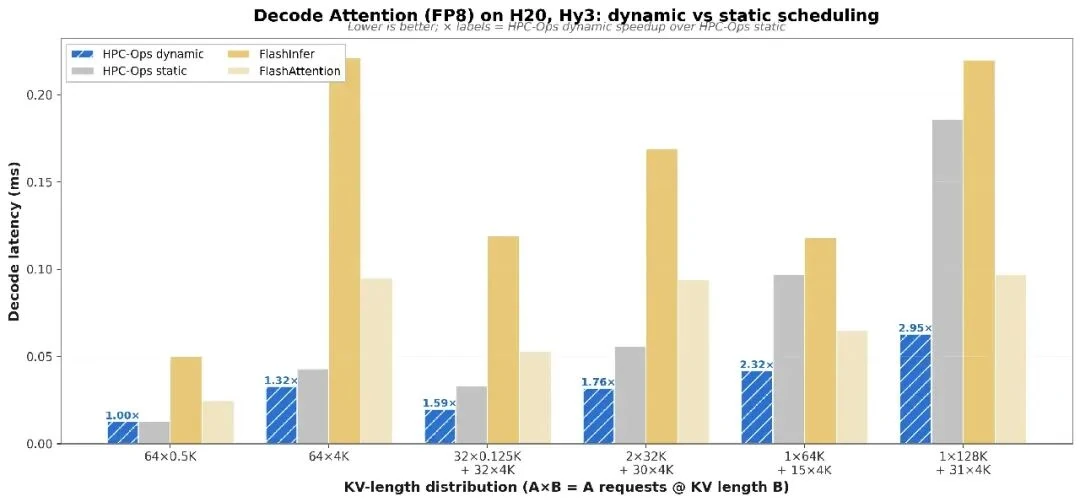 Decode Attention (FP8) on H20, Hy3: dynamic vs static scheduling
Lower is better; × labels = HPC-Ops dynamic speedup over HPC-Ops static
HPC-Ops dynamic
HPC-Ops static
FlashInfer
FlashAttention
Decode latency (ms)
0.20
0.15
0.10
0.05
0.00
1.00×
1.32×
1.59×
1.76×
2.32×
2.95×
64×0.5K
64×4K
32×0.125K
+ 32×4K
2×32K
+ 30×4K
1×64K
+ 15×4K
1×128K
+ 31×4K
KV-length distribution (A×B = A requests @ KV length B)